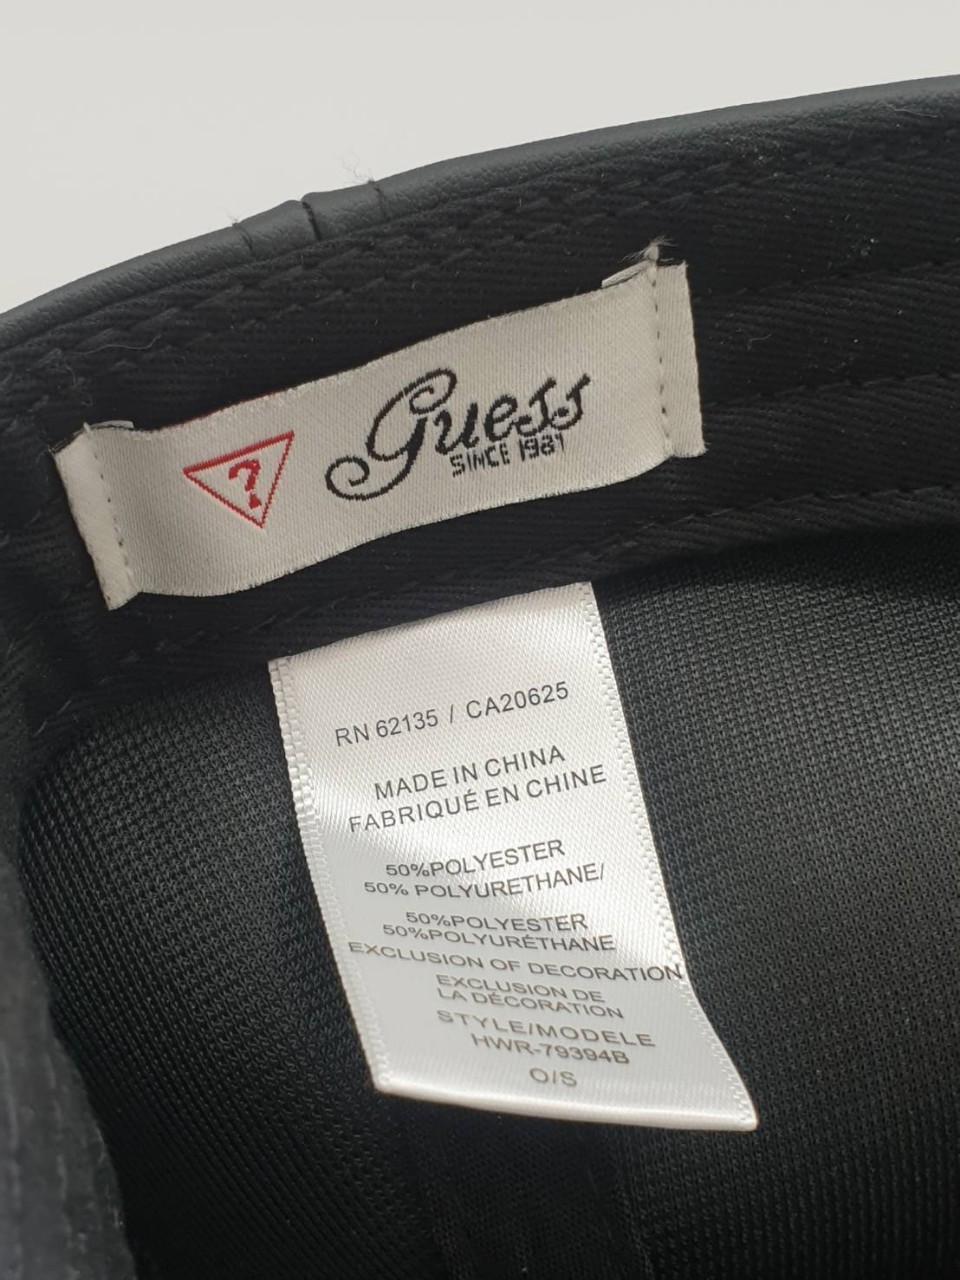 ?
Guess
SINCE 1981
RN 62135 / CA20625
MADE IN CHINA
FABRIQUÉ EN CHINE
50%POLYESTER
50% POLYURETHANE/
50%POLYESTER
50%POLYURÉTHANE
EXCLUSION OF DECORATION
EXCLUSION DE
LA DÉCORATION
STYLE/MODELE
HWR-79394B
O/S